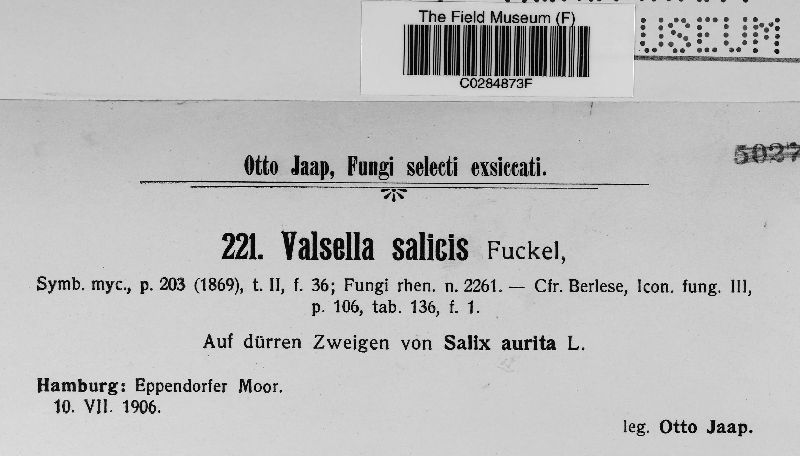 The Field Museum (F)
USEUM
C0284873F
5027
Otto Jaap, Fungi selecti exsiccati.
221. Valsella salicis Fuckel,
Symb. myc., p. 203 (1869), t. II, f. 36; Fungi rhen. n. 2261. — Cfr. Berlese, Icon. fung. III,
p. 106, tab. 136, f. 1.
Auf dürren Zweigen von Salix aurita L.
Hamburg: Eppendorfer Moor.
10. VII. 1906.
leg. Otto Jaap.